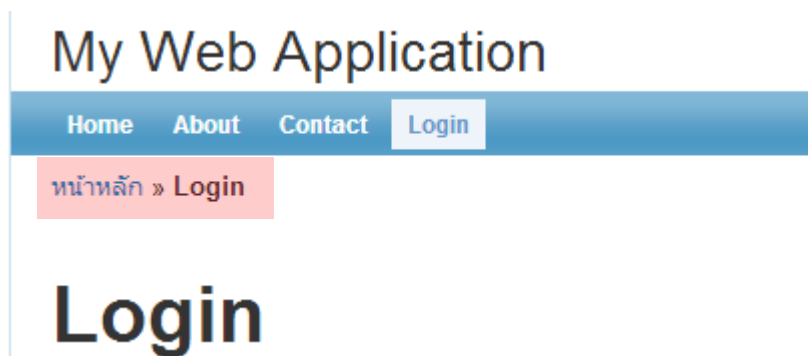 My Web Application
Home About Contact Login
หน้าหลัก » Login
Login